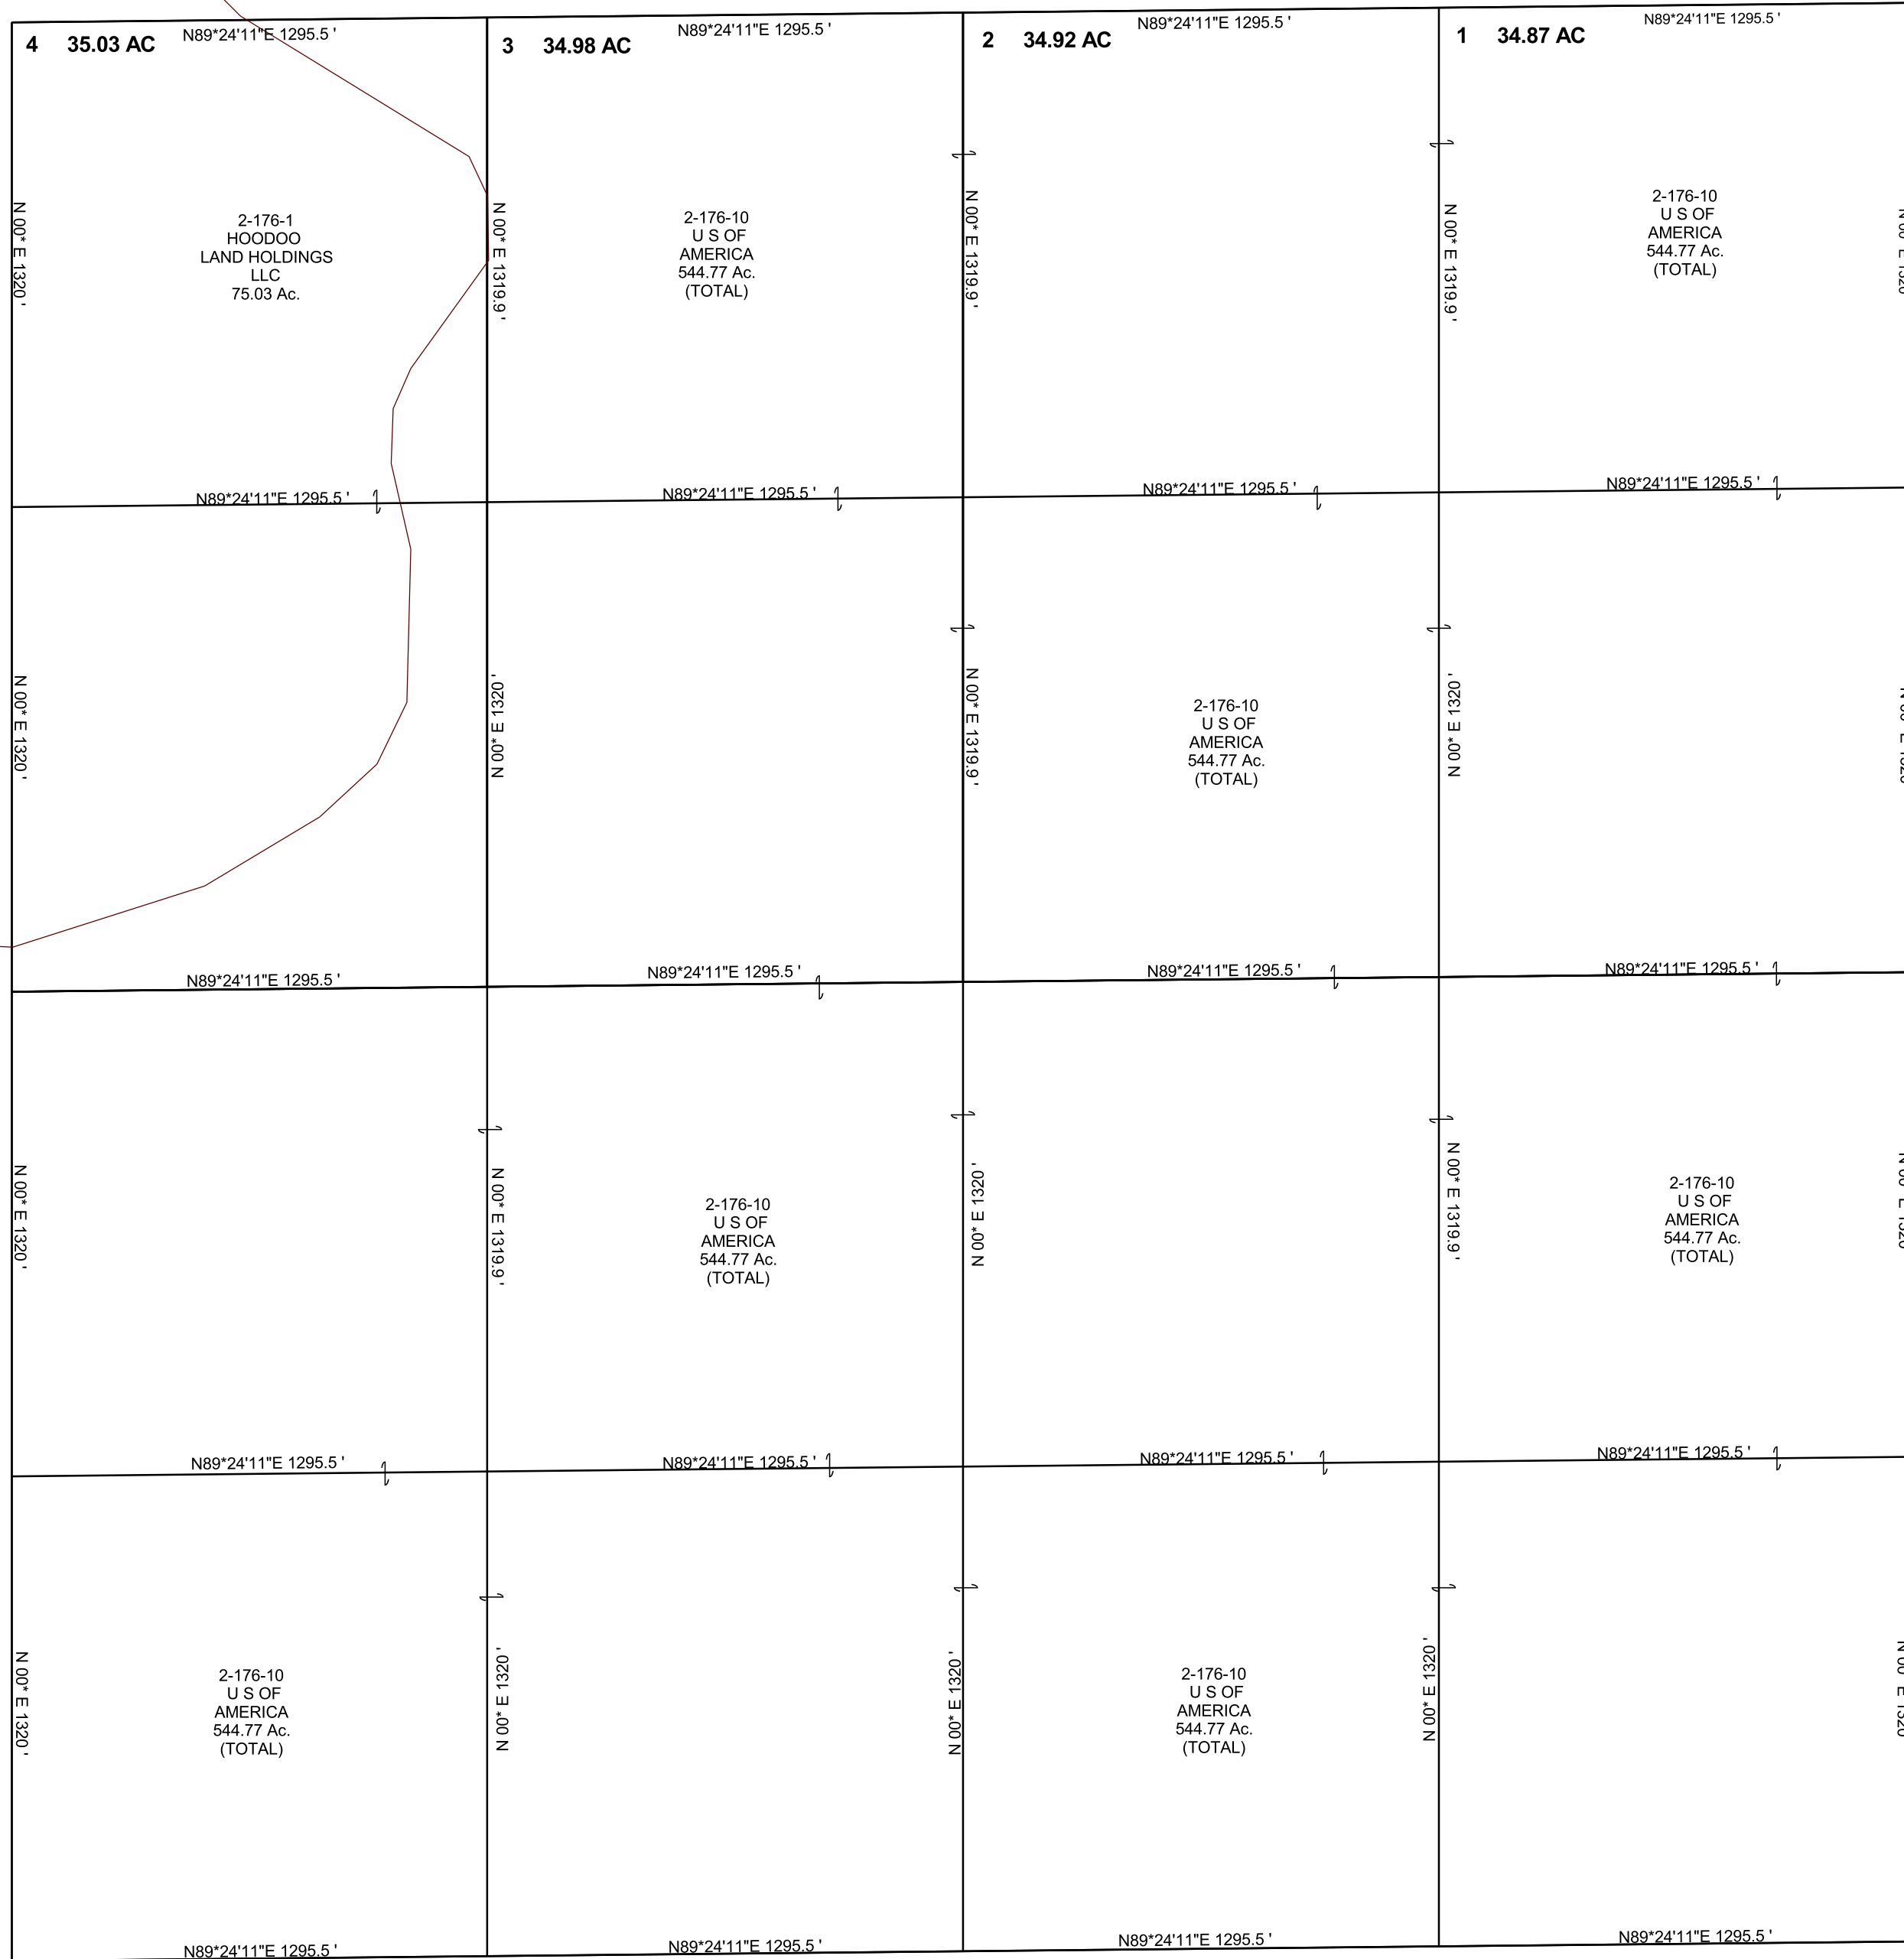 4 35.03 AC
N89*24'11"E 1295.5 '
3 34.98 AC
N89*24'11"E 1295.5 '
2 34.92 AC
N89*24'11"E 1295.5 '
1 34.87 AC
N89*24'11"E 1295.5 '
N 00* E 1320 '
2-176-1
HOODOO
LAND HOLDINGS
LLC
75.03 Ac.
N 00* E 1319.9 '
2-176-10
U S OF
AMERICA
544.77 Ac.
(TOTAL)
N 00* E 1319.9 '
N 00* E 1319.9 '
2-176-10
U S OF
AMERICA
544.77 Ac.
(TOTAL)
N89*24'11"E 1295.5 '
N89*24'11"E 1295.5 '
N89*24'11"E 1295.5 '
N89*24'11"E 1295.5 '
N 00* E 1320 '
N 00* E 1320 '
N 00* E 1319.9 '
2-176-10
U S OF
AMERICA
544.77 Ac.
(TOTAL)
N 00* E 1320 '
N89*24'11"E 1295.5 '
N89*24'11"E 1295.5 '
N89*24'11"E 1295.5 '
N89*24'11"E 1295.5 '
N 00* E 1320 '
N 00* E 1319.9 '
2-176-10
U S OF
AMERICA
544.77 Ac.
(TOTAL)
N 00* E 1320 '
N 00* E 1319.9 '
2-176-10
U S OF
AMERICA
544.77 Ac.
(TOTAL)
N89*24'11"E 1295.5 '
N89*24'11"E 1295.5 '
N89*24'11"E 1295.5 '
N89*24'11"E 1295.5 '
N 00* E 1320 '
2-176-10
U S OF
AMERICA
544.77 Ac.
(TOTAL)
N 00* E 1320 '
N 00* E 1320 '
2-176-10
U S OF
AMERICA
544.77 Ac.
(TOTAL)
N 00* E 1320 '
N89*24'11"E 1295.5 '
N89*24'11"E 1295.5 '
N89*24'11"E 1295.5 '
N89*24'11"E 1295.5 '